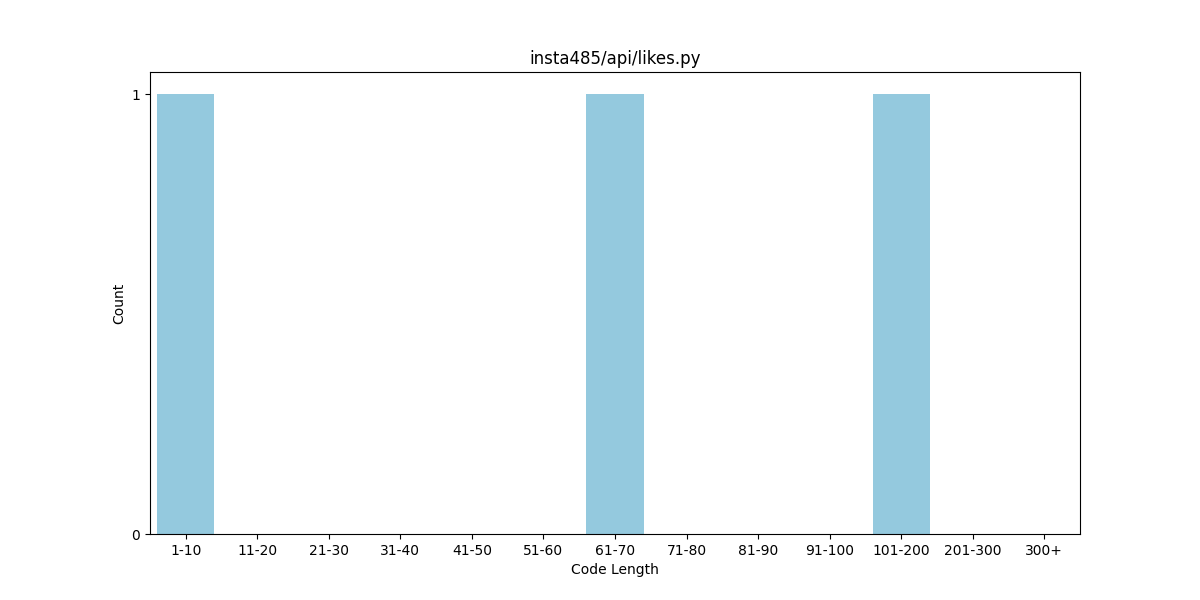 insta485/api/likes.py
1
0
Count
1-10 11-20 21-30 31-40 41-50 51-60 61-70 71-80 81-90 91-100 101-200 201-300 300+
Code Length